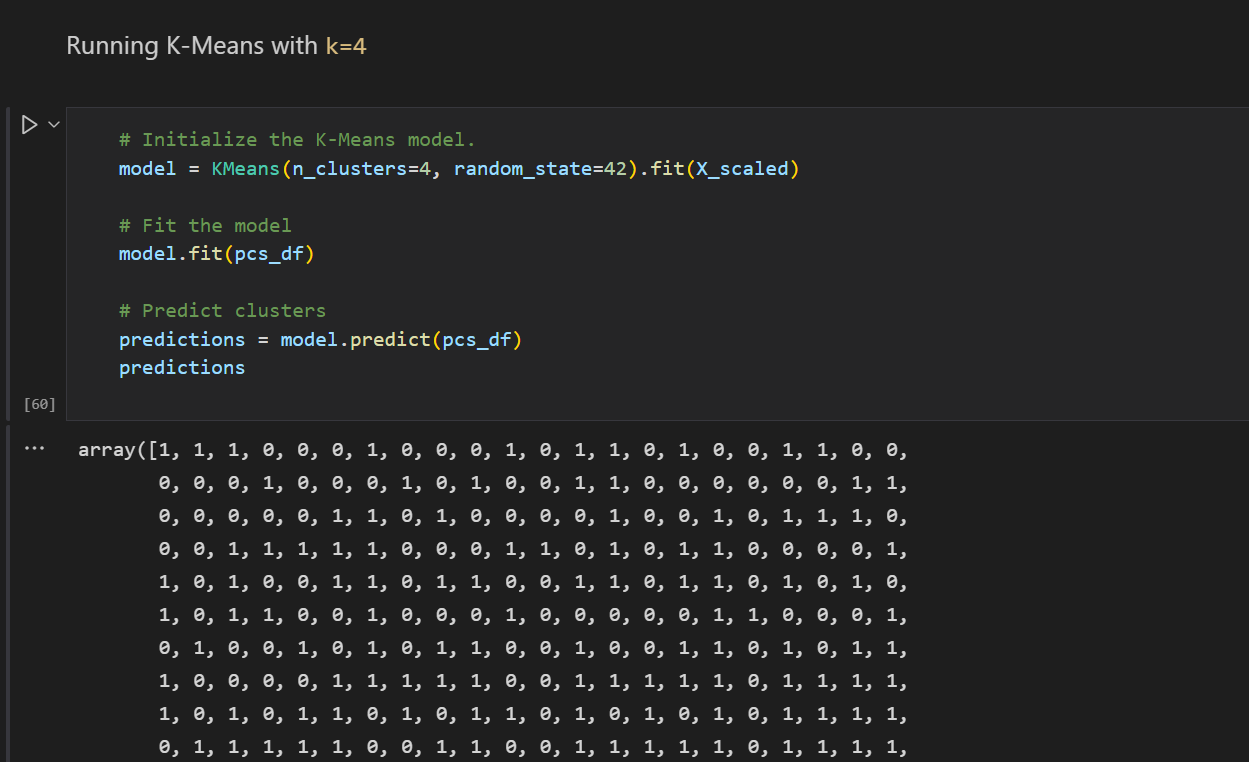 Running K-Means with k=4
# Initialize the K-Means model.
model = KMeans(n_clusters=4, random_state=42).fit(X_scaled)
# Fit the model
model.fit(pcs_df)
# Predict clusters
predictions = model.predict(pcs_df)
predictions
[60]
array([1, 1, 1, 0, 0, 0, 1, 0, 0, 0, 1, 0, 1, 1, 0, 1, 0, 0, 1, 1, 0, 0,
0, 0, 0, 1, 0, 0, 0, 1, 0, 1, 0, 0, 1, 1, 0, 0, 0, 0, 0, 0, 1, 1,
0, 0, 0, 0, 0, 1, 1, 0, 1, 0, 0, 0, 0, 1, 0, 0, 1, 0, 1, 1, 1, 0,
0, 0, 1, 1, 1, 1, 1, 0, 0, 0, 1, 1, 0, 1, 0, 1, 1, 0, 0, 0, 0, 1,
1, 0, 1, 0, 0, 1, 1, 0, 1, 1, 0, 0, 1, 1, 0, 1, 1, 0, 1, 0, 1, 0,
1, 0, 1, 1, 0, 0, 1, 0, 0, 0, 1, 0, 0, 0, 0, 0, 1, 1, 0, 0, 0, 1,
0, 1, 0, 0, 1, 0, 1, 0, 1, 1, 0, 0, 1, 0, 0, 1, 1, 0, 1, 0, 1, 1,
1, 0, 0, 0, 0, 1, 1, 1, 1, 1, 0, 0, 1, 1, 1, 1, 1, 0, 1, 1, 1, 1,
1, 0, 1, 0, 1, 1, 0, 1, 0, 1, 1, 0, 1, 0, 1, 0, 1, 0, 1, 1, 1, 1,
0, 1, 1, 1, 1, 1, 0, 0, 1, 1, 0, 0, 1, 1, 1, 1, 1, 0, 1, 1, 1, 1,